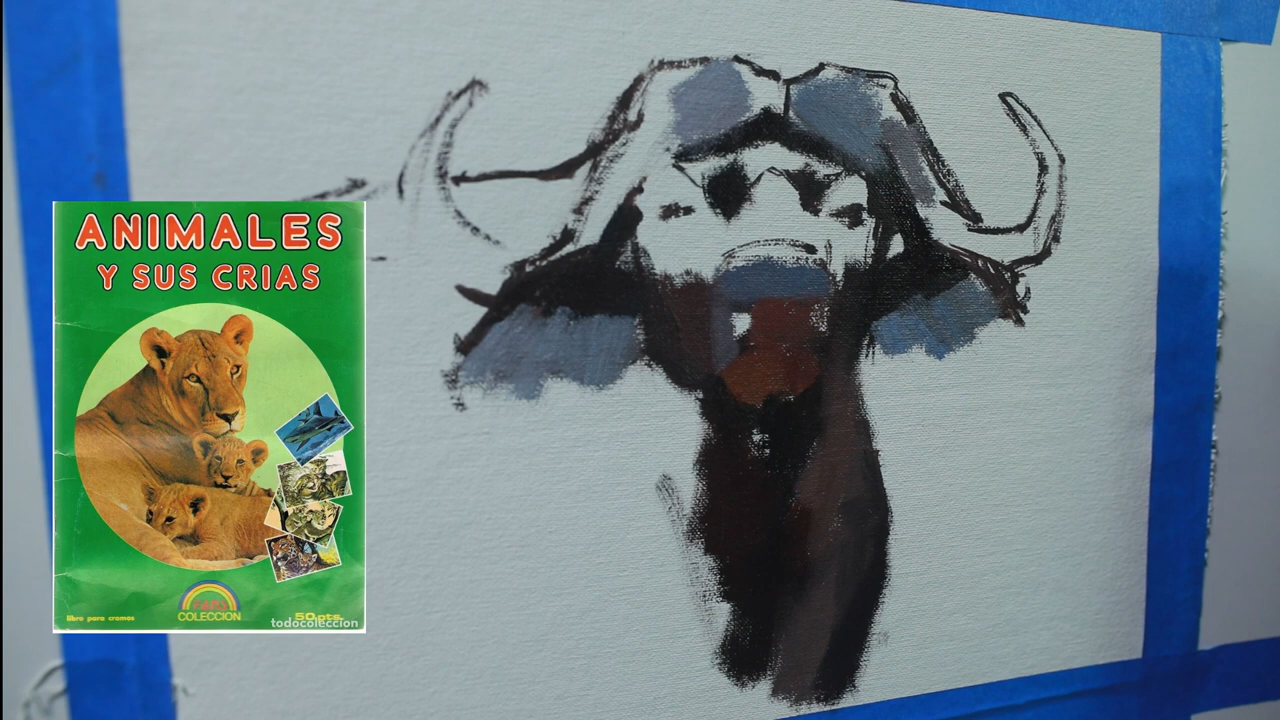 ANIMALES
Y SUS CRIAS
COLECCION
libro para cromos
50 pts.
todocoleccion